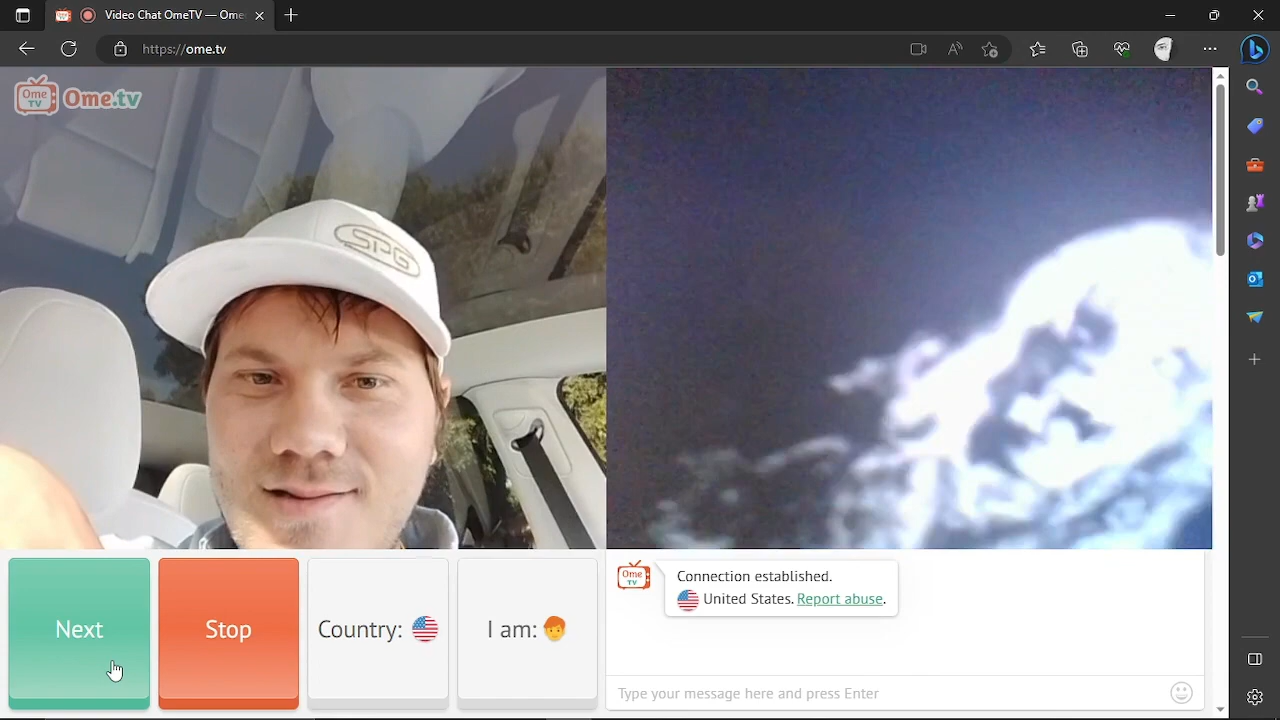 Video Chat OmeTV — Ome
https://ome.tv
Ome
TV
Ome.tv
SPG
Next
Stop
Country:
I am:
Ome
TV
Connection established.
United States. Report abuse.
Type your message here and press Enter